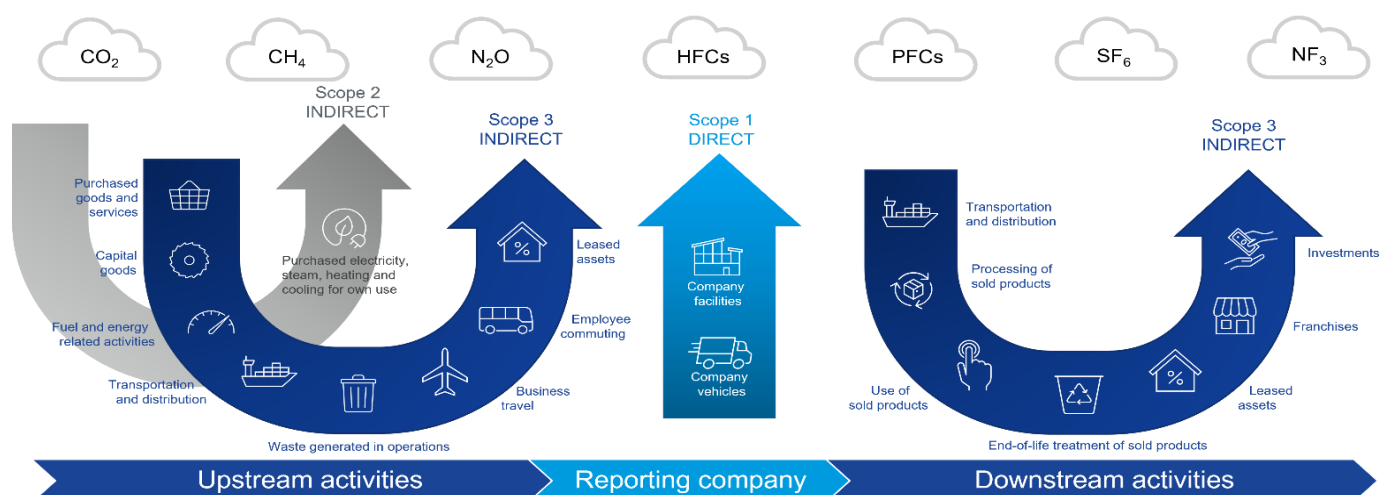 CO₂
CH₄
N₂O
HFCs
PFCs
SF₆
NF₃
Scope 2
INDIRECT
Scope 3
INDIRECT
Scope 1
DIRECT
Scope 3
INDIRECT
Purchased
goods and
services
Capital
goods
Fuel and energy
related activities
Transportation
and distribution
Waste generated in operations
Business
travel
Employee
commuting
Leased
assets
%
Purchased electricity,
steam, heating and
cooling for own use
Company
facilities
Company
vehicles
Transportation
and distribution
Processing of
sold products
Use of
sold products
End-of-life treatment of sold products
Leased
assets
%
Franchises
Investments
Upstream activities
Reporting company
Downstream activities